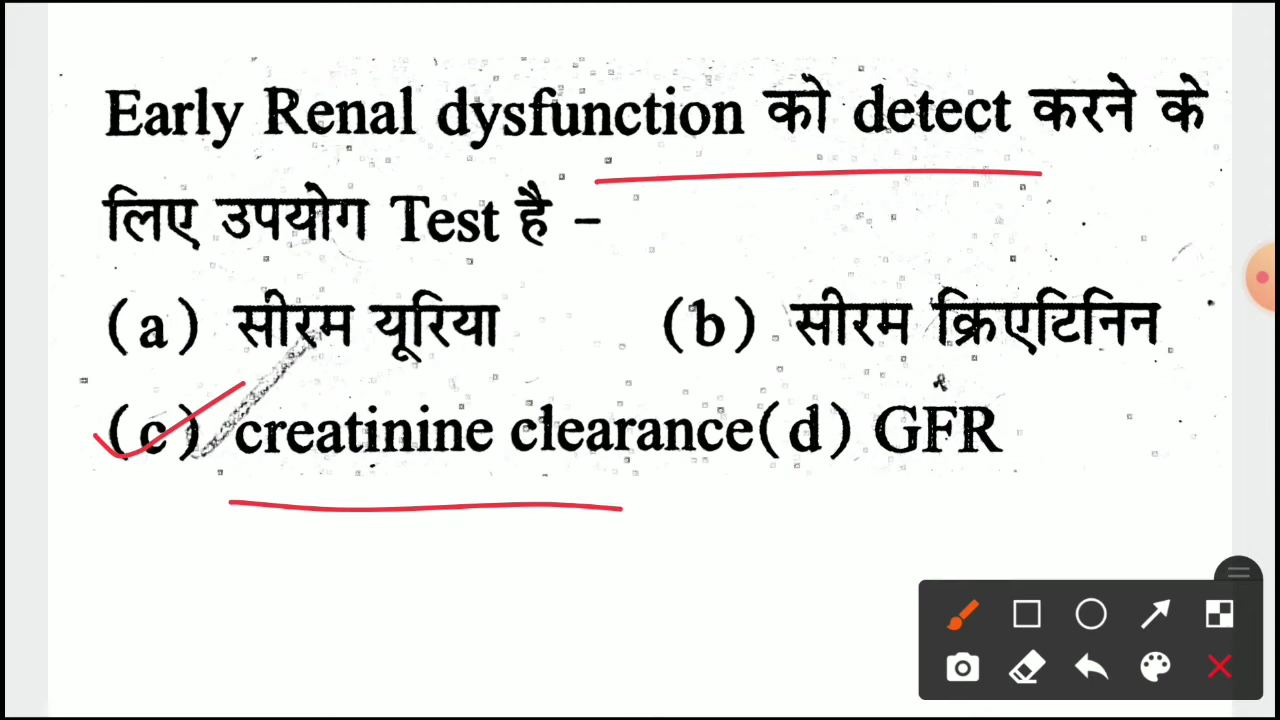 Early Renal dysfunction को detect करने के
लिए उपयोग Test है –
(a) सीरम यूरिया (b) सीरम क्रिएटिनिन
(c) creatinine clearance (d) GFR